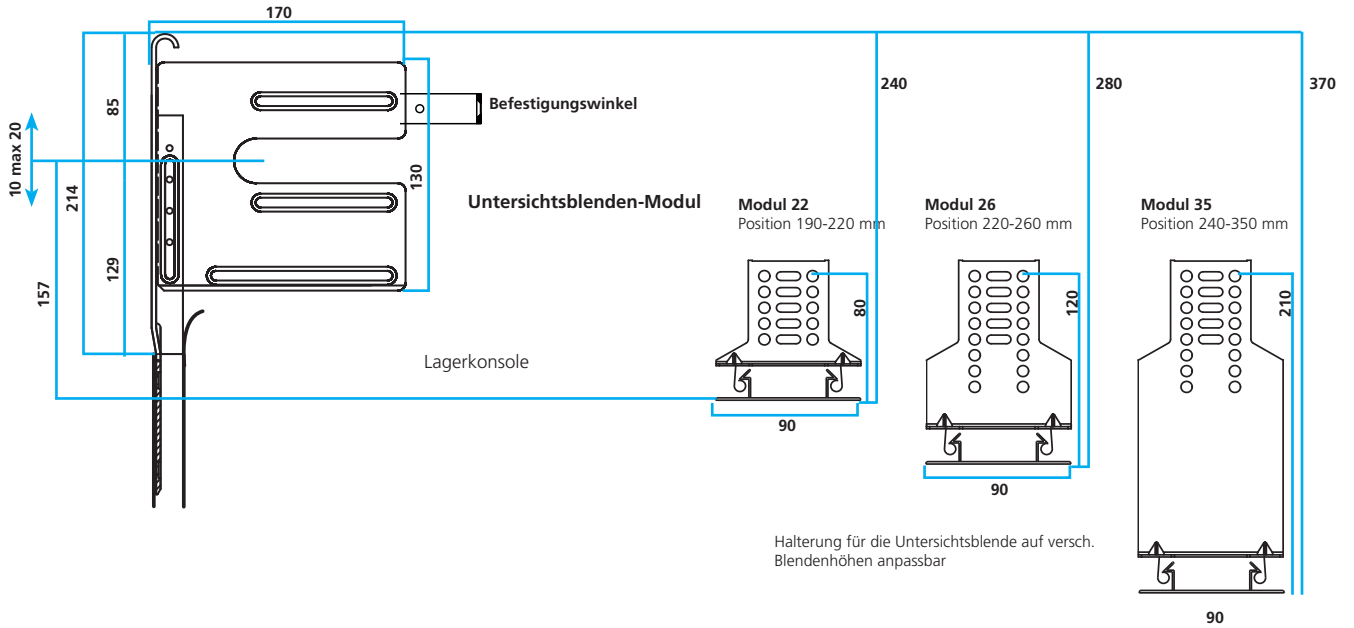 170
240
280
370
85
Befestigungswinkel
10 max 20
130
214
Untersichtsblenden-Modul
Modul 22
Position 190-220 mm
Modul 26
Position 220-260 mm
Modul 35
Position 240-350 mm
129
157
80
120
210
Lagerkonsole
90
90
Halterung für die Untersichtsblende auf versch.
Blendenhöhen anpassbar
90